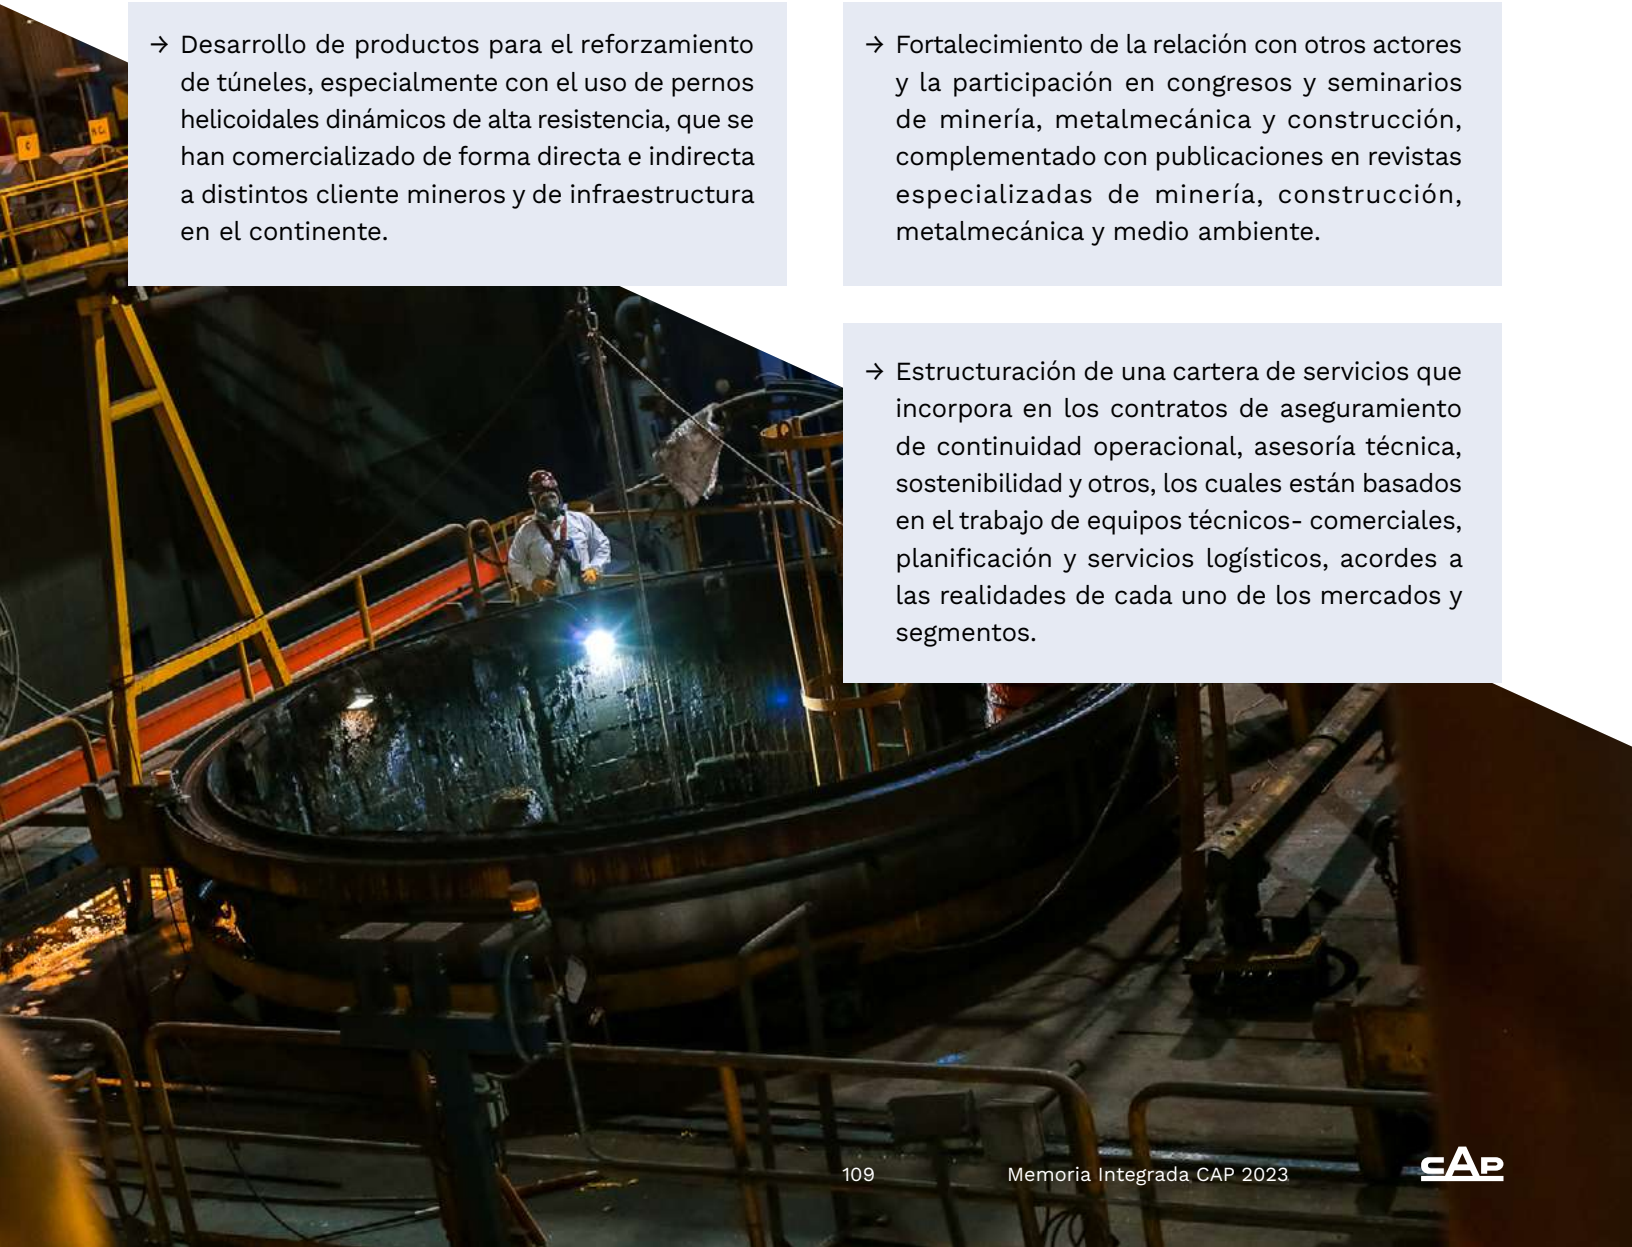 → Desarrollo de productos para el reforzamiento
de túneles, especialmente con el uso de pernos
helicoidales dinámicos de alta resistencia, que se
han comercializado de forma directa e indirecta
a distintos cliente mineros y de infraestructura
en el continente.
→ Fortalecimiento de la relación con otros actores
y la participación en congresos y seminarios
de minería, metalmecánica y construcción,
complementado con publicaciones en revistas
especializadas de minería, construcción,
metalmecánica y medio ambiente.
→ Estructuración de una cartera de servicios que
incorpora en los contratos de aseguramiento
de continuidad operacional, asesoría técnica,
sostenibilidad y otros, los cuales están basados
en el trabajo de equipos técnicos- comerciales,
planificación y servicios logísticos, acordes a
las realidades de cada uno de los mercados y
segmentos.
109 Memoria Integrada CAP 2023
CAP